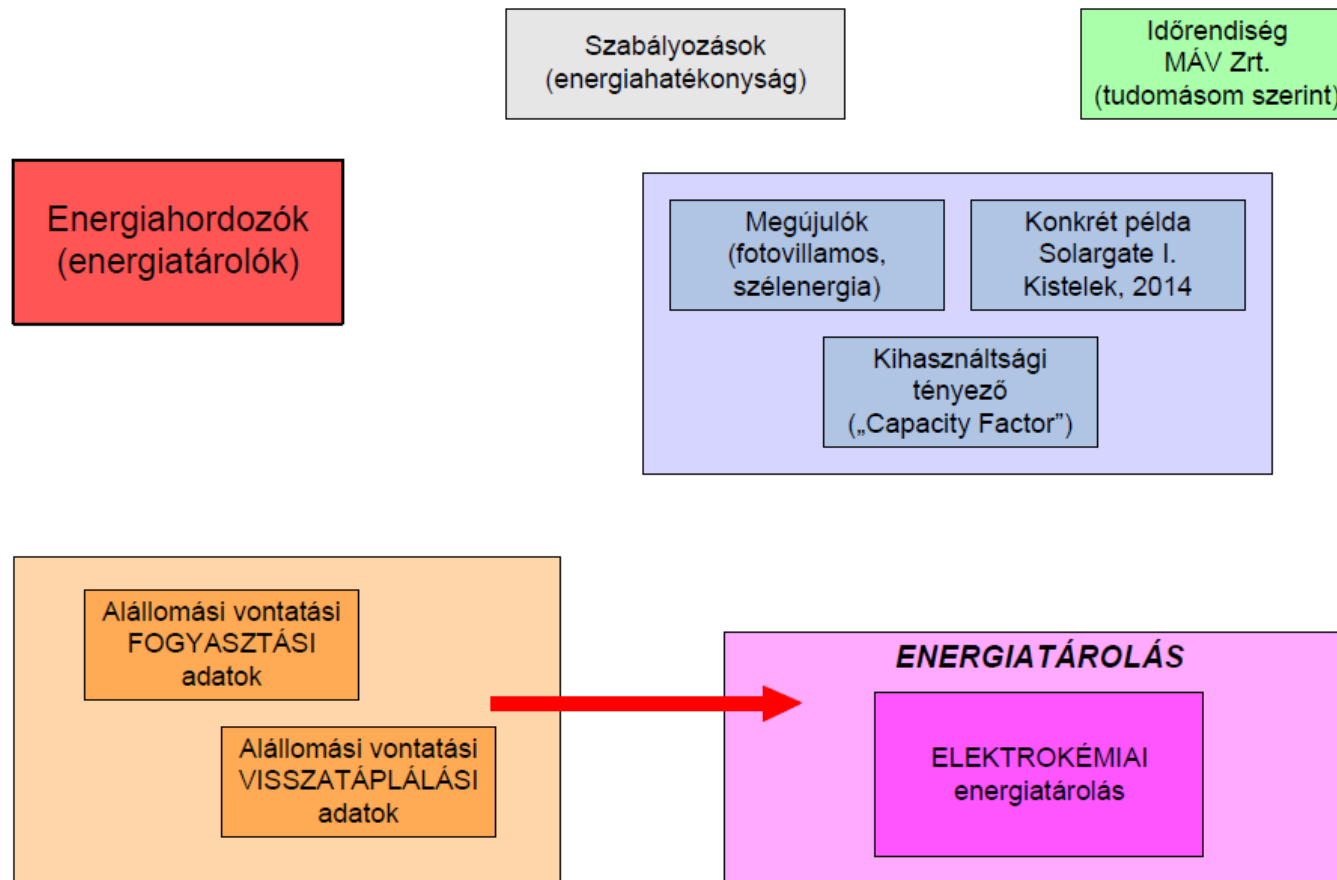 Szabályozások
(energiahatékonyság)
Időrendiség
MÁV Zrt.
(tudomásom szerint)
Energiahordozók
(energiatárolók)
Megújulók
(fotovillamos,
szélenergia)
Konkrét példa
Solargate I.
Kistelek, 2014
Kihasználtsági
tényező
(„Capacity Factor”)
Alállomási vontatási
FOGYASZTÁSI
adatok
Alállomási vontatási
VISSZATÁPLÁLÁSI
adatok
ENERGIATÁROLÁS
ELEKTROKÉMIAI
energiatárolás